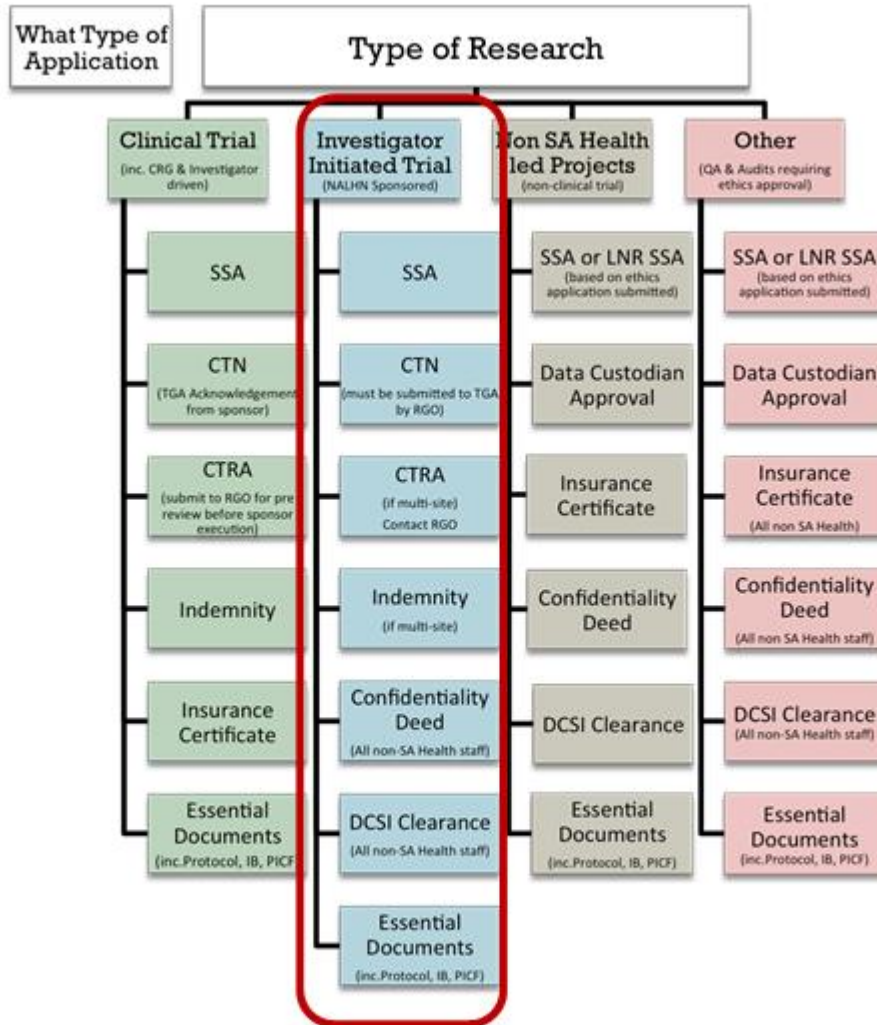 What Type of
Application
Type of Research
Clinical Trial
(inc. CRG & Investigator
driven)
SSA
CTN
(TGA Acknowledgement
from sponsor)
CTRA
(submit to RGO for pre
review before sponsor
execution)
Indemnity
Insurance
Certificate
Essential
Documents
(inc.Protocol, IB, PICF)
Investigator
Initiated Trial
(NALHN Sponsored)
SSA
CTN
(must be submitted to TGA
by RGO)
CTRA
(if multi-site)
Contact RGO
Indemnity
(if multi-site)
Confidentiality
Deed
(All non-SA Health staff)
DCSI Clearance
(All non-SA Health staff)
Essential
Documents
(inc.Protocol, IB, PICF)
Non SA Health
led Projects
(non-clinical trial)
SSA or LNR SSA
(based on ethics
application submitted)
Data Custodian
Approval
Insurance
Certificate
Confidentiality
Deed
DCSI Clearance
Essential
Documents
(inc.Protocol, IB, PICF)
Other
(QA & Audits requiring
ethics approval)
SSA or LNR SSA
(based on ethics
application submitted)
Data Custodian
Approval
Insurance
Certificate
(All non SA Health)
Confidentiality
Deed
(All non SA Health staff)
DCSI Clearance
(All non-SA Health staff)
Essential
Documents
(inc.Protocol, IB, PICF)